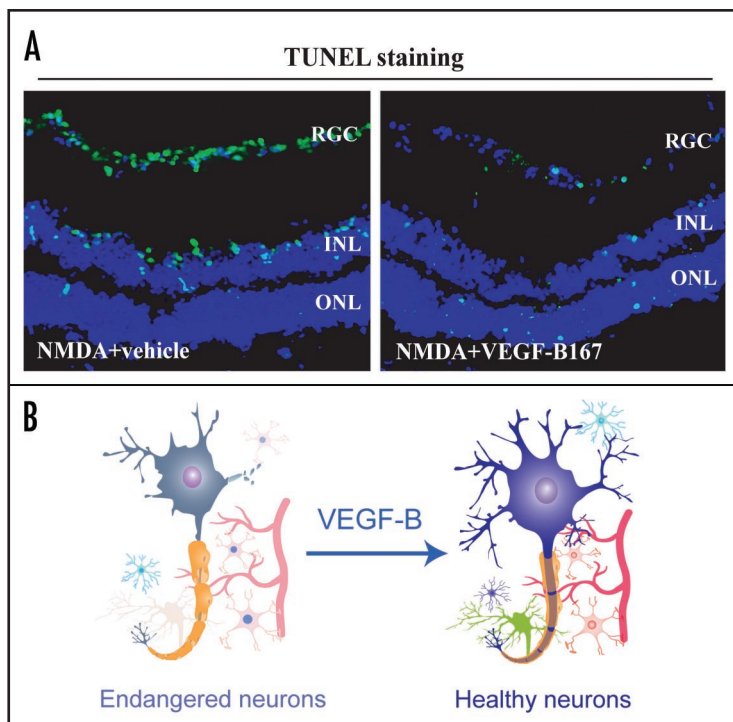 A
TUNEL staining
RGC
INL
ONL
NMDA+vehicle
RGC
INL
ONL
NMDA+VEGF-B167
B
VEGF-B
Endangered neurons
Healthy neurons